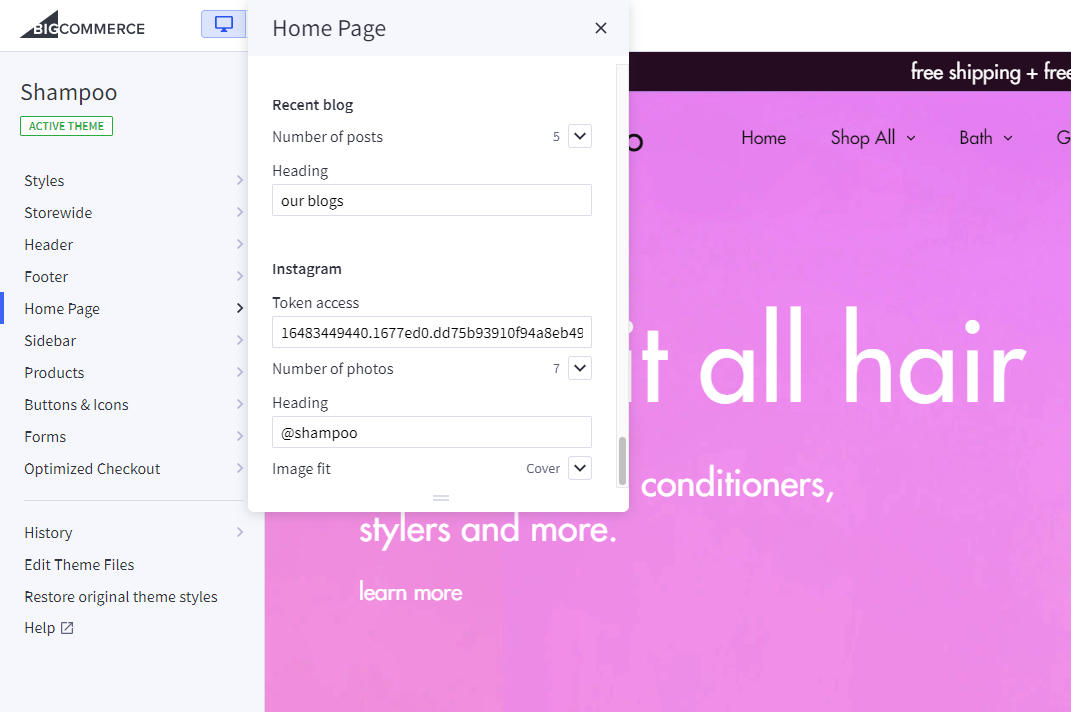 BIGCOMMERCE
Shampoo
ACTIVE THEME
Styles
Storewide
Header
Footer
Home Page
Sidebar
Products
Buttons & Icons
Forms
Optimized Checkout
History
Edit Theme Files
Restore original theme styles
Help
Home Page
Recent blog
Number of posts 5
Heading
our blogs
Instagram
Token access
16483449440.1677ed0.dd75b93910f94a8eb49
Number of photos 7
Heading
@shampoo
Image fit Cover
free shipping + free
o Home Shop All Bath G
it all hair
conditioners,
stylers and more.
learn more